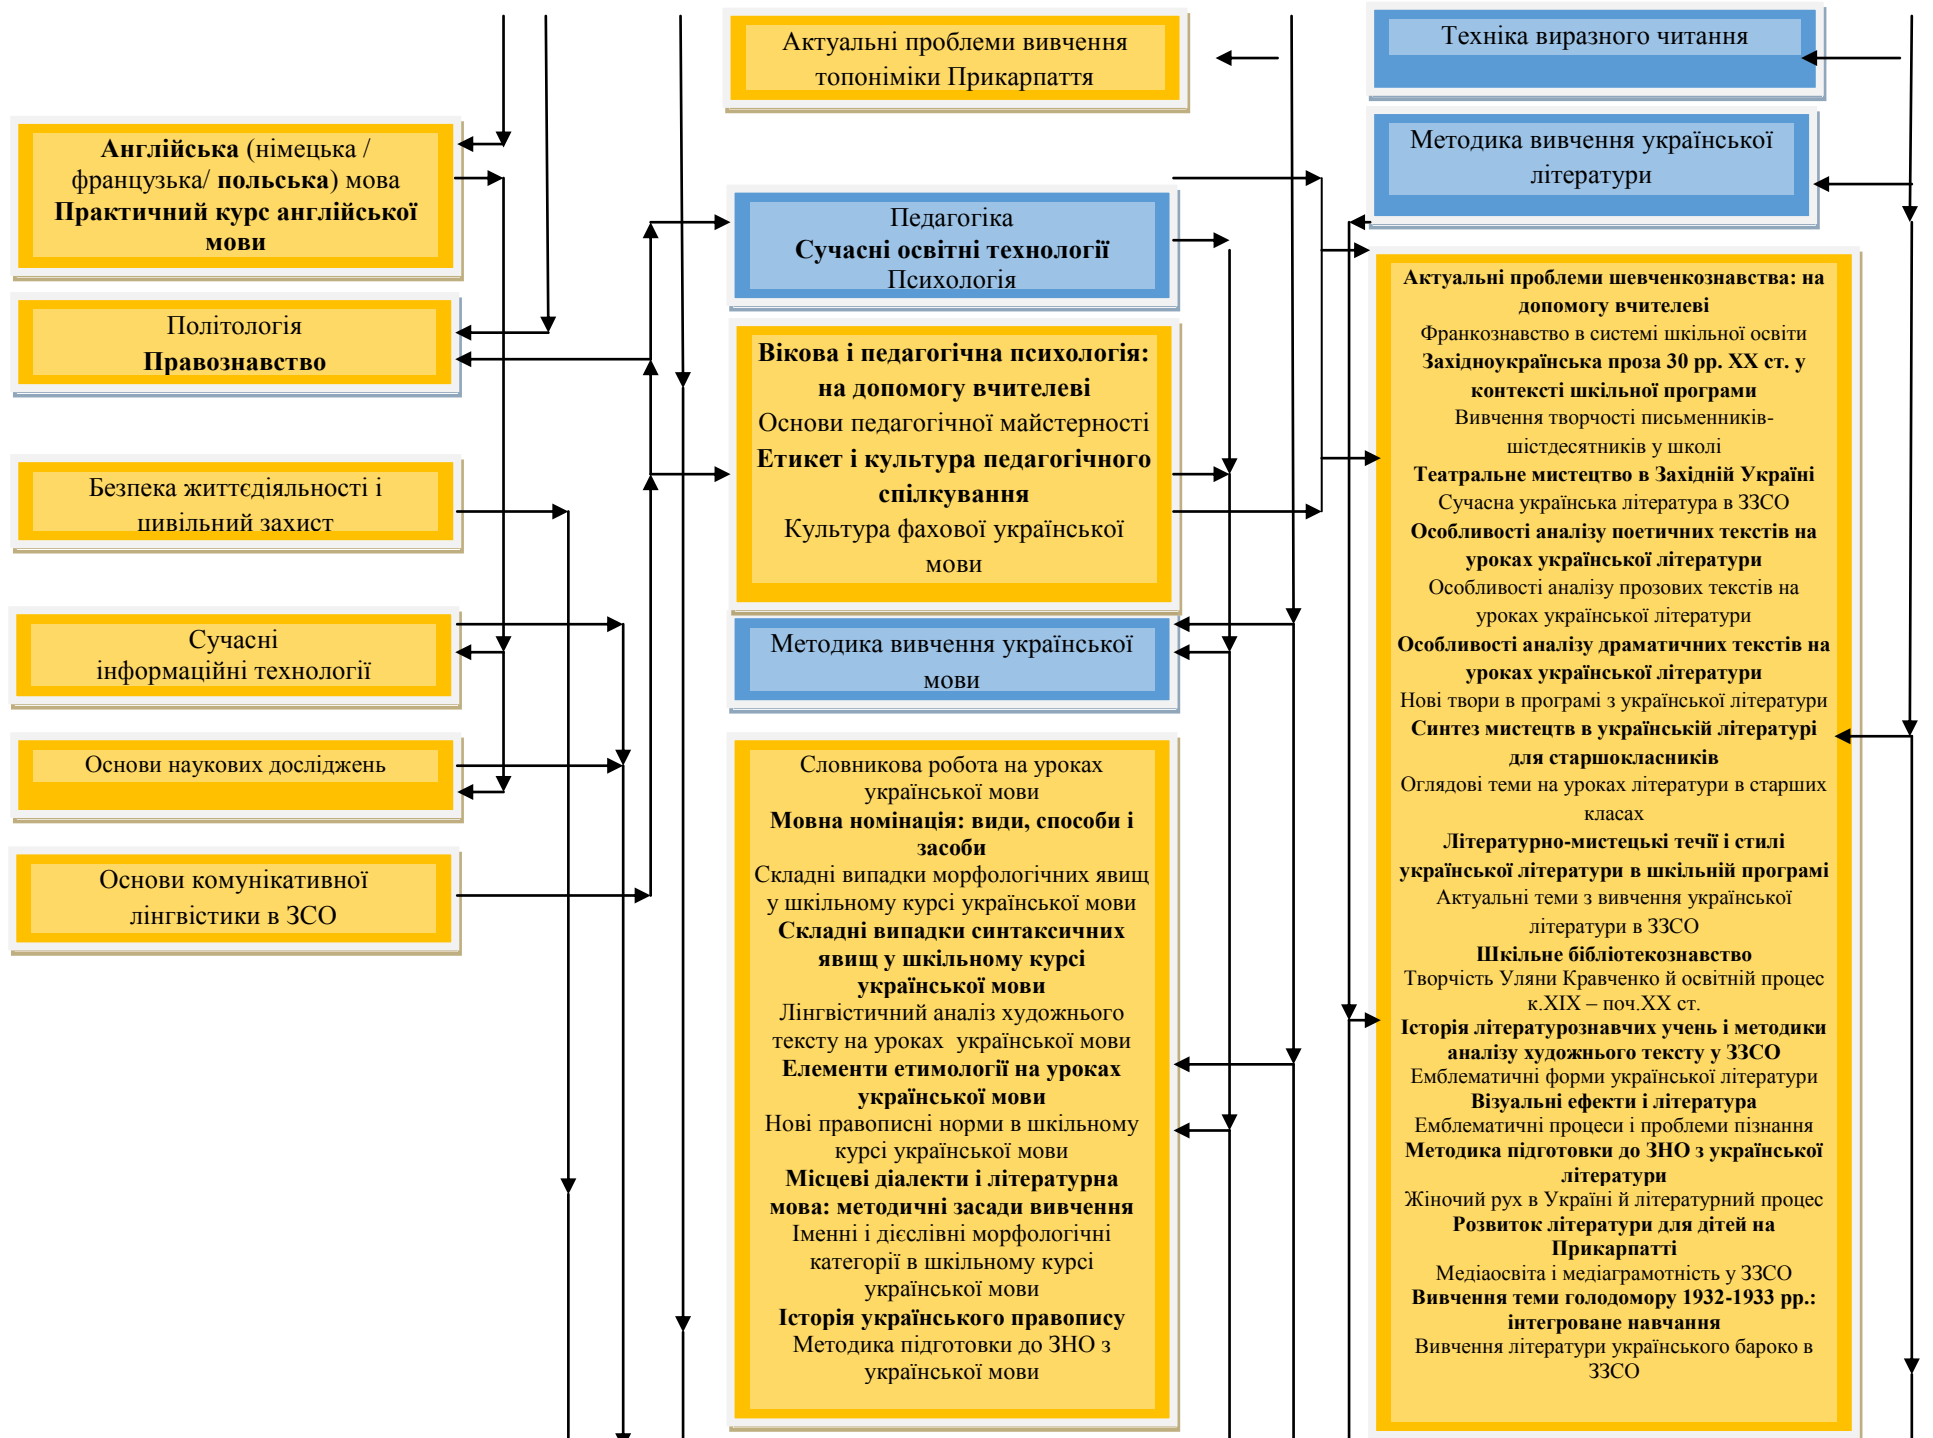 Актуальні проблеми вивчення
топоніміки Прикарпаття
Техніка виразного читання
Англійська (німецька /
французька/ польська) мова
Практичний курс англійської
мови
Методика вивчення української
літератури
Педагогіка
Сучасні освітні технології
Психологія
Політологія
Правознавство
Вікова і педагогічна психологія:
на допомогу вчителеві
Основи педагогічної майстерності
Етикет і культура педагогічного
спілкування
Культура фахової української
мови
Безпека життєдіяльності і
цивільний захист
Сучасні
інформаційні технології
Методика вивчення української
мови
Основи наукових досліджень
Основи комунікативної
лінгвістики в ЗСО
Словникова робота на уроках
української мови
Мовна номінація: види, способи і
засоби
Складні випадки морфологічних явищ
у шкільному курсі української мови
Складні випадки синтаксичних
явищ у шкільному курсі
української мови
Лінгвістичний аналіз художнього
тексту на уроках  української мови
Елементи етимології на уроках
української мови
Нові правописні норми в шкільному
курсі української мови
Місцеві діалекти і літературна
мова: методичні засади вивчення
Іменні і дієслівні морфологічні
категорії в шкільному курсі
української мови
Історія українського правопису
Методика підготовки до ЗНО з
української мови
Актуальні проблеми шевченкознавства: на
допомогу вчителеві
Франкознавство в системі шкільної освіти
Західноукраїнська проза 30 рр. ХХ ст. у
контексті шкільної програми
Вивчення творчості письменників-
шістдесятників у школі
Театральне мистецтво в Західній Україні
Сучасна українська література в ЗЗСО
Особливості аналізу поетичних текстів на
уроках української літератури
Особливості аналізу прозових текстів на
уроках української літератури
Особливості аналізу драматичних текстів на
уроках української літератури
Нові твори в програмі з української літератури
Синтез мистецтв в українській літературі
для старшокласників
Оглядові теми на уроках літератури в старших
класах
Літературно-мистецькі течії і стилі
української літератури в шкільній програмі
Актуальні теми з вивчення української
літератури в ЗЗСО
Шкільне бібліотекознавство
Творчість Уляни Кравченко й освітній процес
к.ХІХ – поч.ХХ ст.
Історія літературознавчих учень і методики
аналізу художнього тексту у ЗЗСО
Емблематичні форми української літератури
Візуальні ефекти і література
Емблематичні процеси і проблеми пізнання
Методика підготовки до ЗНО з української
літератури
Жіночий рух в Україні й літературний процес
Розвиток літератури для дітей на
Прикарпатті
Медіаосвіта і медіаграмотність у ЗЗСО
Вивчення теми голодомору 1932-1933 рр.:
інтегроване навчання
Вивчення літератури українського бароко в
ЗЗСО